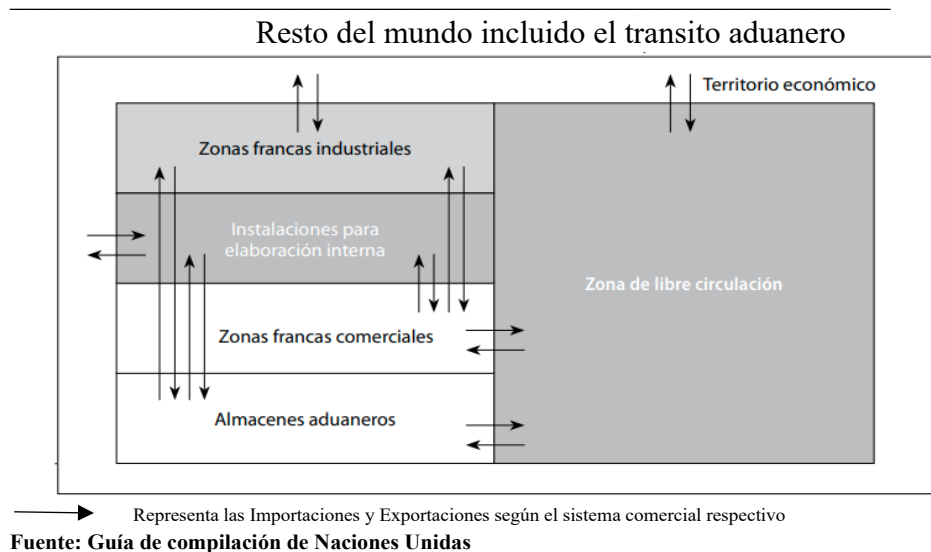 Resto del mundo incluido el transito aduanero
Territorio económico
Zonas francas industriales
Instalaciones para
elaboración interna
Zona de libre circulación
Zonas francas comerciales
Almacenes aduaneros
Representa las Importaciones y Exportaciones según el sistema comercial respectivo
Fuente: Guía de compilación de Naciones Unidas